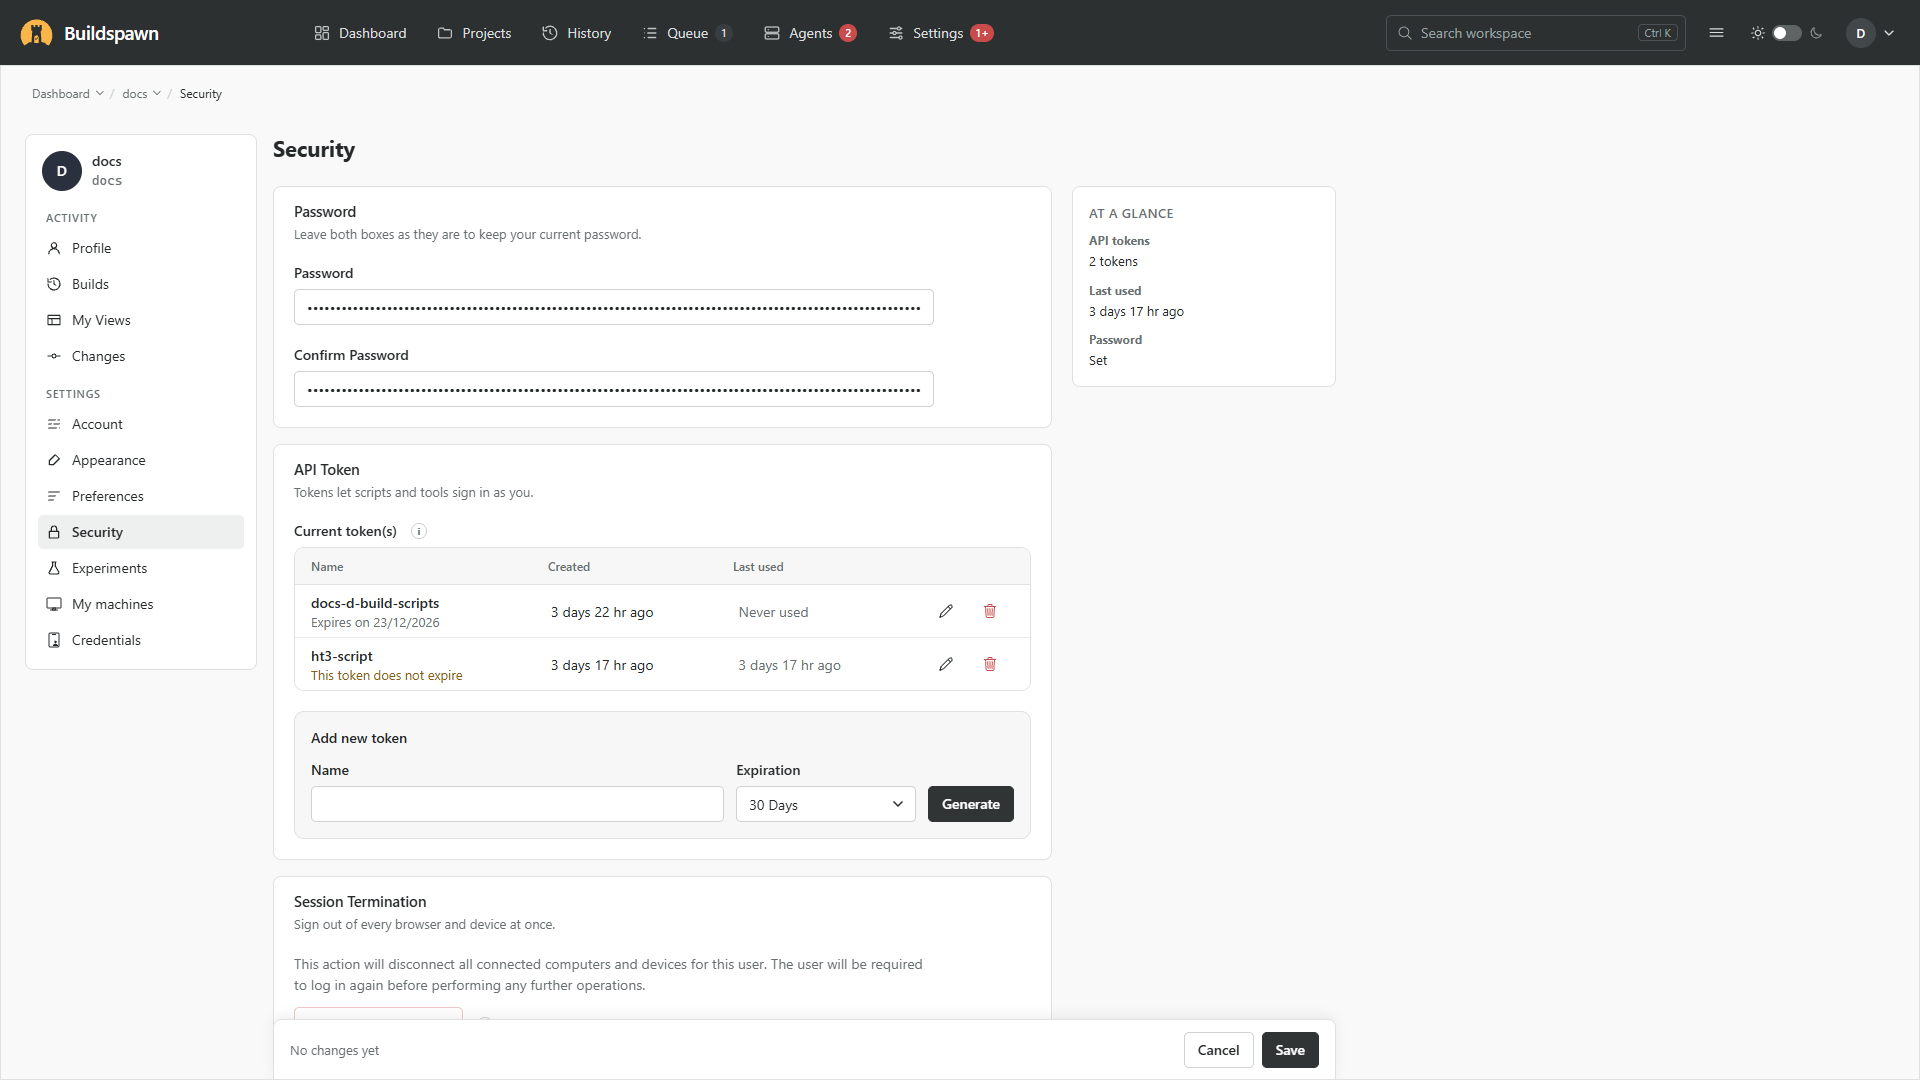 Buildspawn
Dashboard
Projects
History
Queue 1
Agents 2
Settings 1+
Search workspace
Ctrl K
D
Dashboard / docs / Security
D
docs
docs
ACTIVITY
Profile
Builds
My Views
Changes
SETTINGS
Account
Appearance
Preferences
Security
Experiments
My machines
Credentials
Security
Password
Leave both boxes as they are to keep your current password.
Password
Confirm Password
API Token
Tokens let scripts and tools sign in as you.
Current token(s)
Name Created Last used
docs-d-build-scripts
Expires on 23/12/2026
3 days 22 hr ago
Never used
ht3-script
This token does not expire
3 days 17 hr ago
3 days 17 hr ago
Add new token
Name
Expiration
30 Days
Generate
Session Termination
Sign out of every browser and device at once.
This action will disconnect all connected computers and devices for this user. The user will be required
to log in again before performing any further operations.
AT A GLANCE
API tokens
2 tokens
Last used
3 days 17 hr ago
Password
Set
No changes yet
Cancel
Save